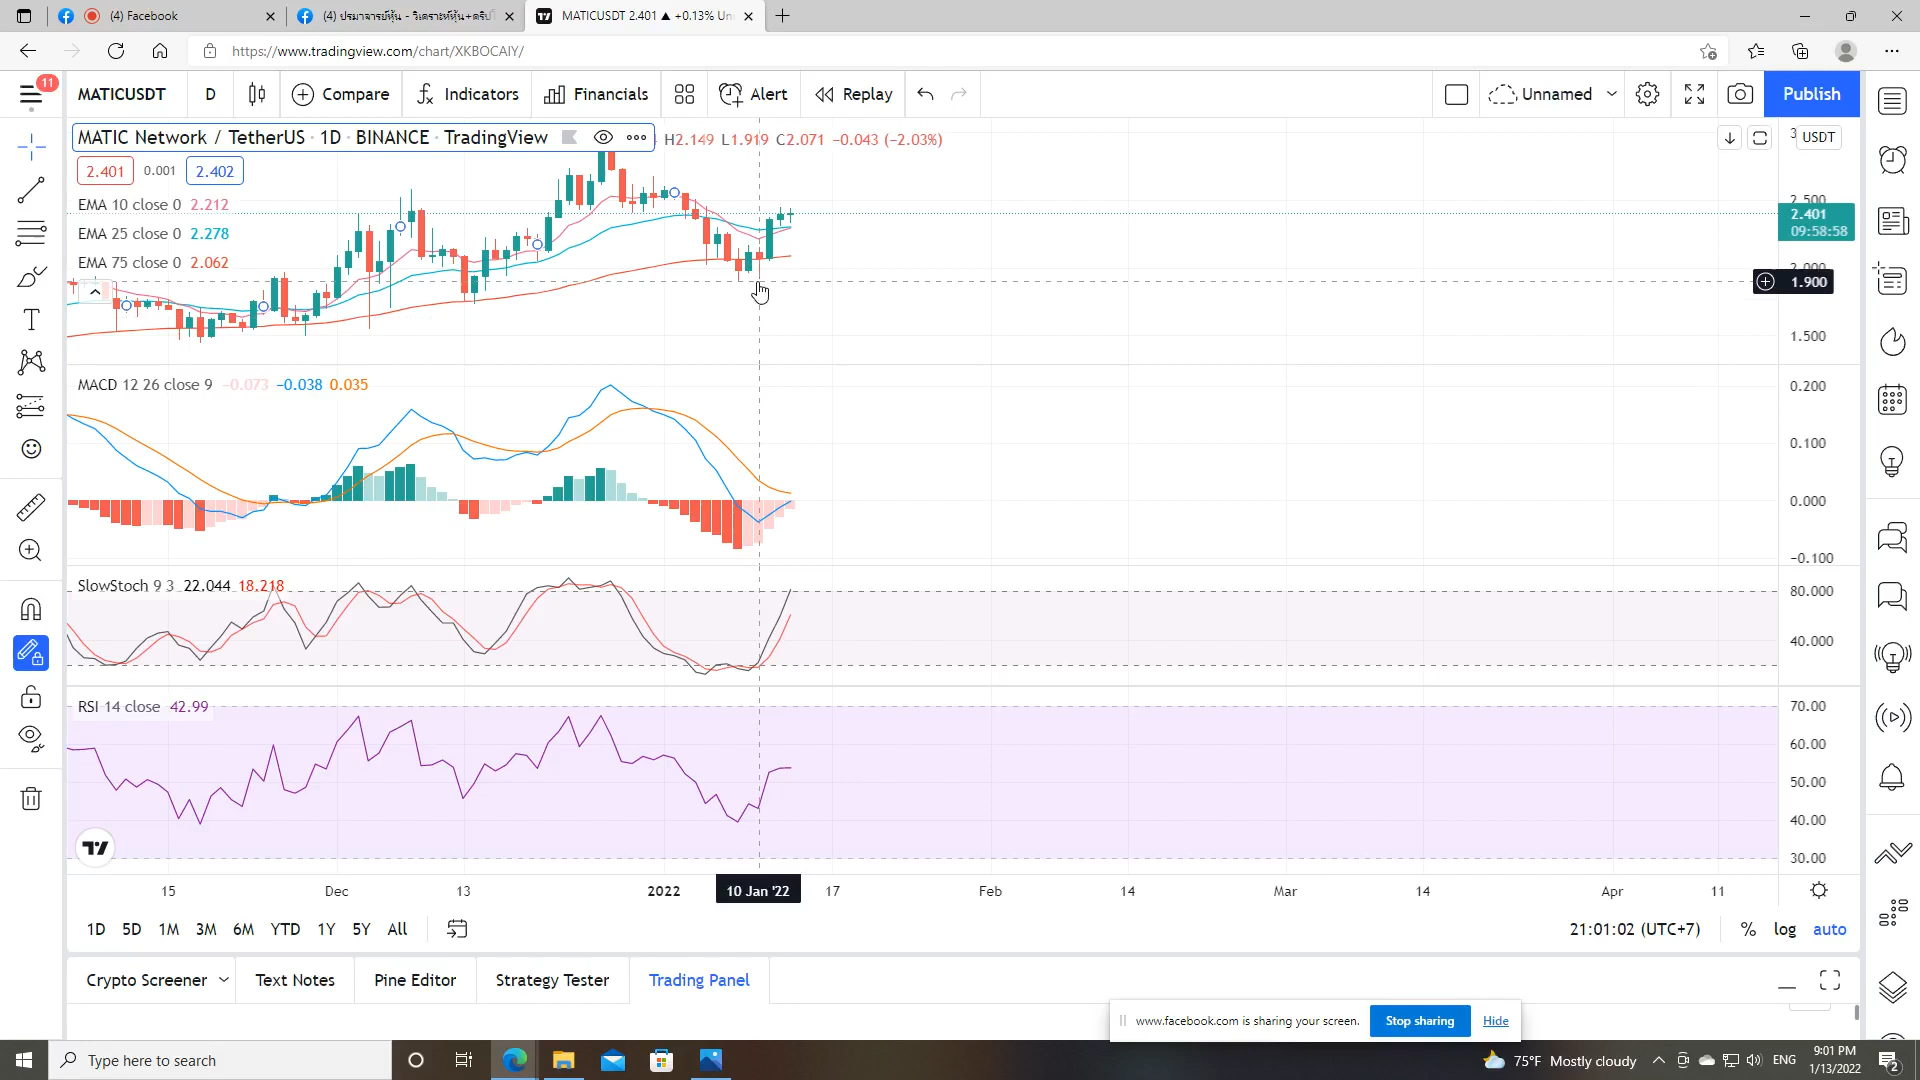 (4) Facebook
(4) ปรมาจารย์หุ้น - วิเคราะห์หุ้น+คริปโ
MATICUSDT 2.401 ▲ +0.13% Un
https://www.tradingview.com/chart/XKBOCAIY/
11
MATICUSDT
D
Compare
Indicators
Financials
Alert
Replay
Unnamed
Publish
MATIC Network / TetherUS · 1D · BINANCE · TradingView
H2.149 L1.919 C2.071 −0.043 (−2.03%)
USDT
2.401
0.001
2.402
EMA 10 close 0 2.212
EMA 25 close 0 2.278
EMA 75 close 0 2.062
2.500
2.401
09:58:58
2.000
1.900
1.500
MACD 12 26 close 9 −0.073 −0.038 0.035
0.200
0.100
0.000
−0.100
SlowStoch 9 3 22.044 18.218
80.000
40.000
RSI 14 close 42.99
70.00
60.00
50.00
40.00
30.00
15
Dec
13
2022
10 Jan '22
17
Feb
14
Mar
14
Apr
11
1D 5D 1M 3M 6M YTD 1Y 5Y All
21:01:02 (UTC+7)
%
log
auto
Crypto Screener
Text Notes
Pine Editor
Strategy Tester
Trading Panel
www.facebook.com is sharing your screen.
Stop sharing
Hide
Type here to search
75°F Mostly cloudy
ENG
9:01 PM
1/13/2022
2